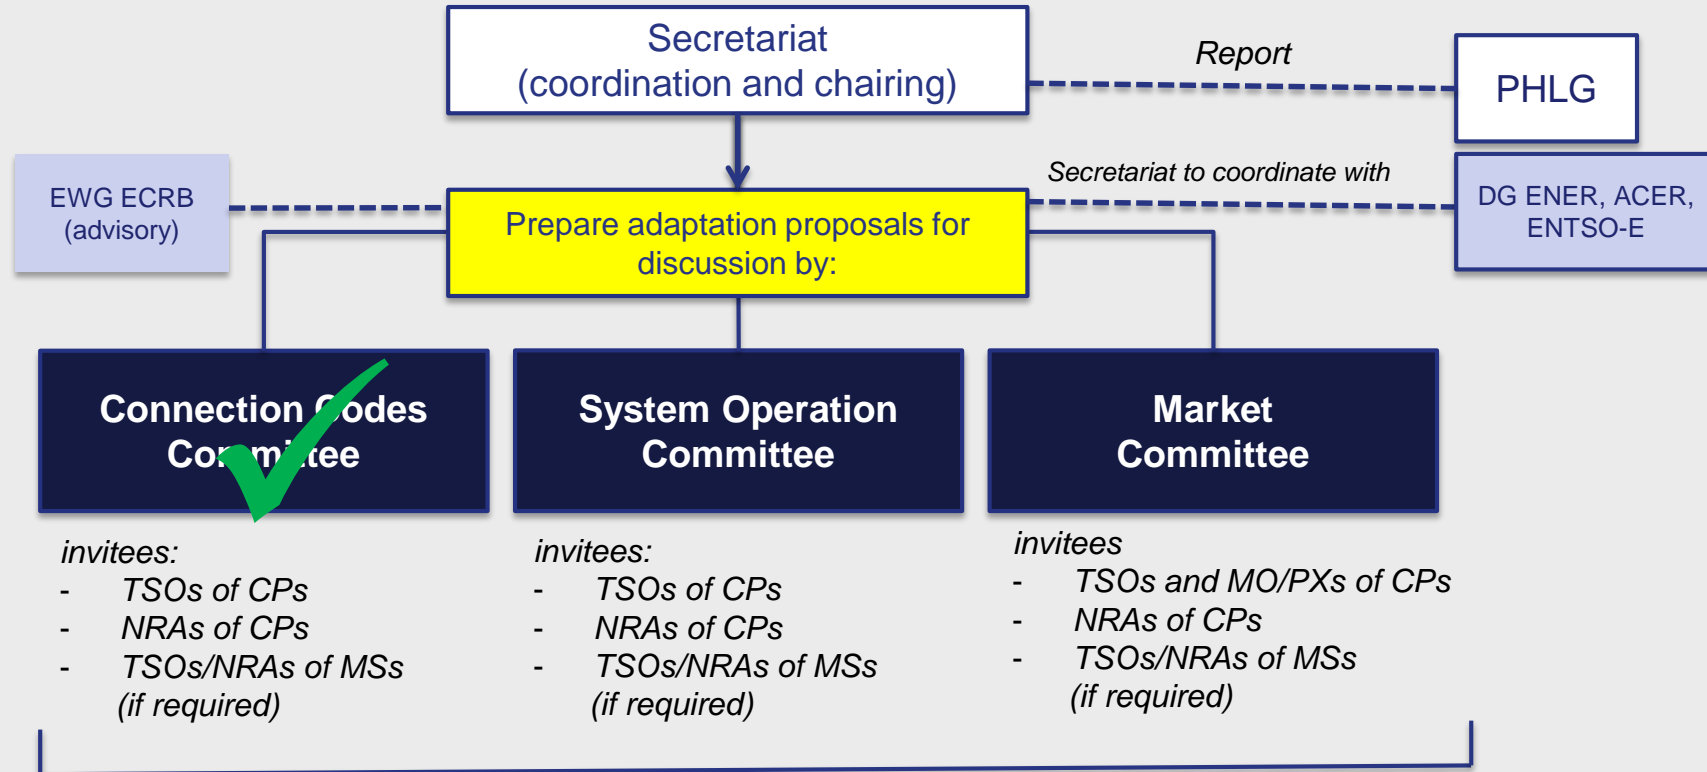 Secretariat
(coordination and chairing)
Report
PHLG
EWG ECRB
(advisory)
Prepare adaptation proposals for
discussion by:
Secretariat to coordinate with
DG ENER, ACER,
ENTSO-E
Connection Codes
Committee
System Operation
Committee
Market
Committee
invitees:
- TSOs of CPs
- NRAs of CPs
- TSOs/NRAs of MSs
(if required)
invitees:
- TSOs of CPs
- NRAs of CPs
- TSOs/NRAs of MSs
(if required)
invitees
- TSOs and MO/PXs of CPs
- NRAs of CPs
- TSOs/NRAs of MSs
(if required)